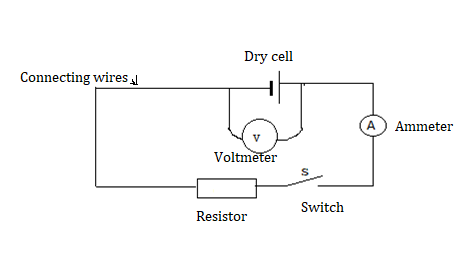 Dry cell
Connecting wires
A
Ammeter
V
Voltmeter
S
Switch
Resistor